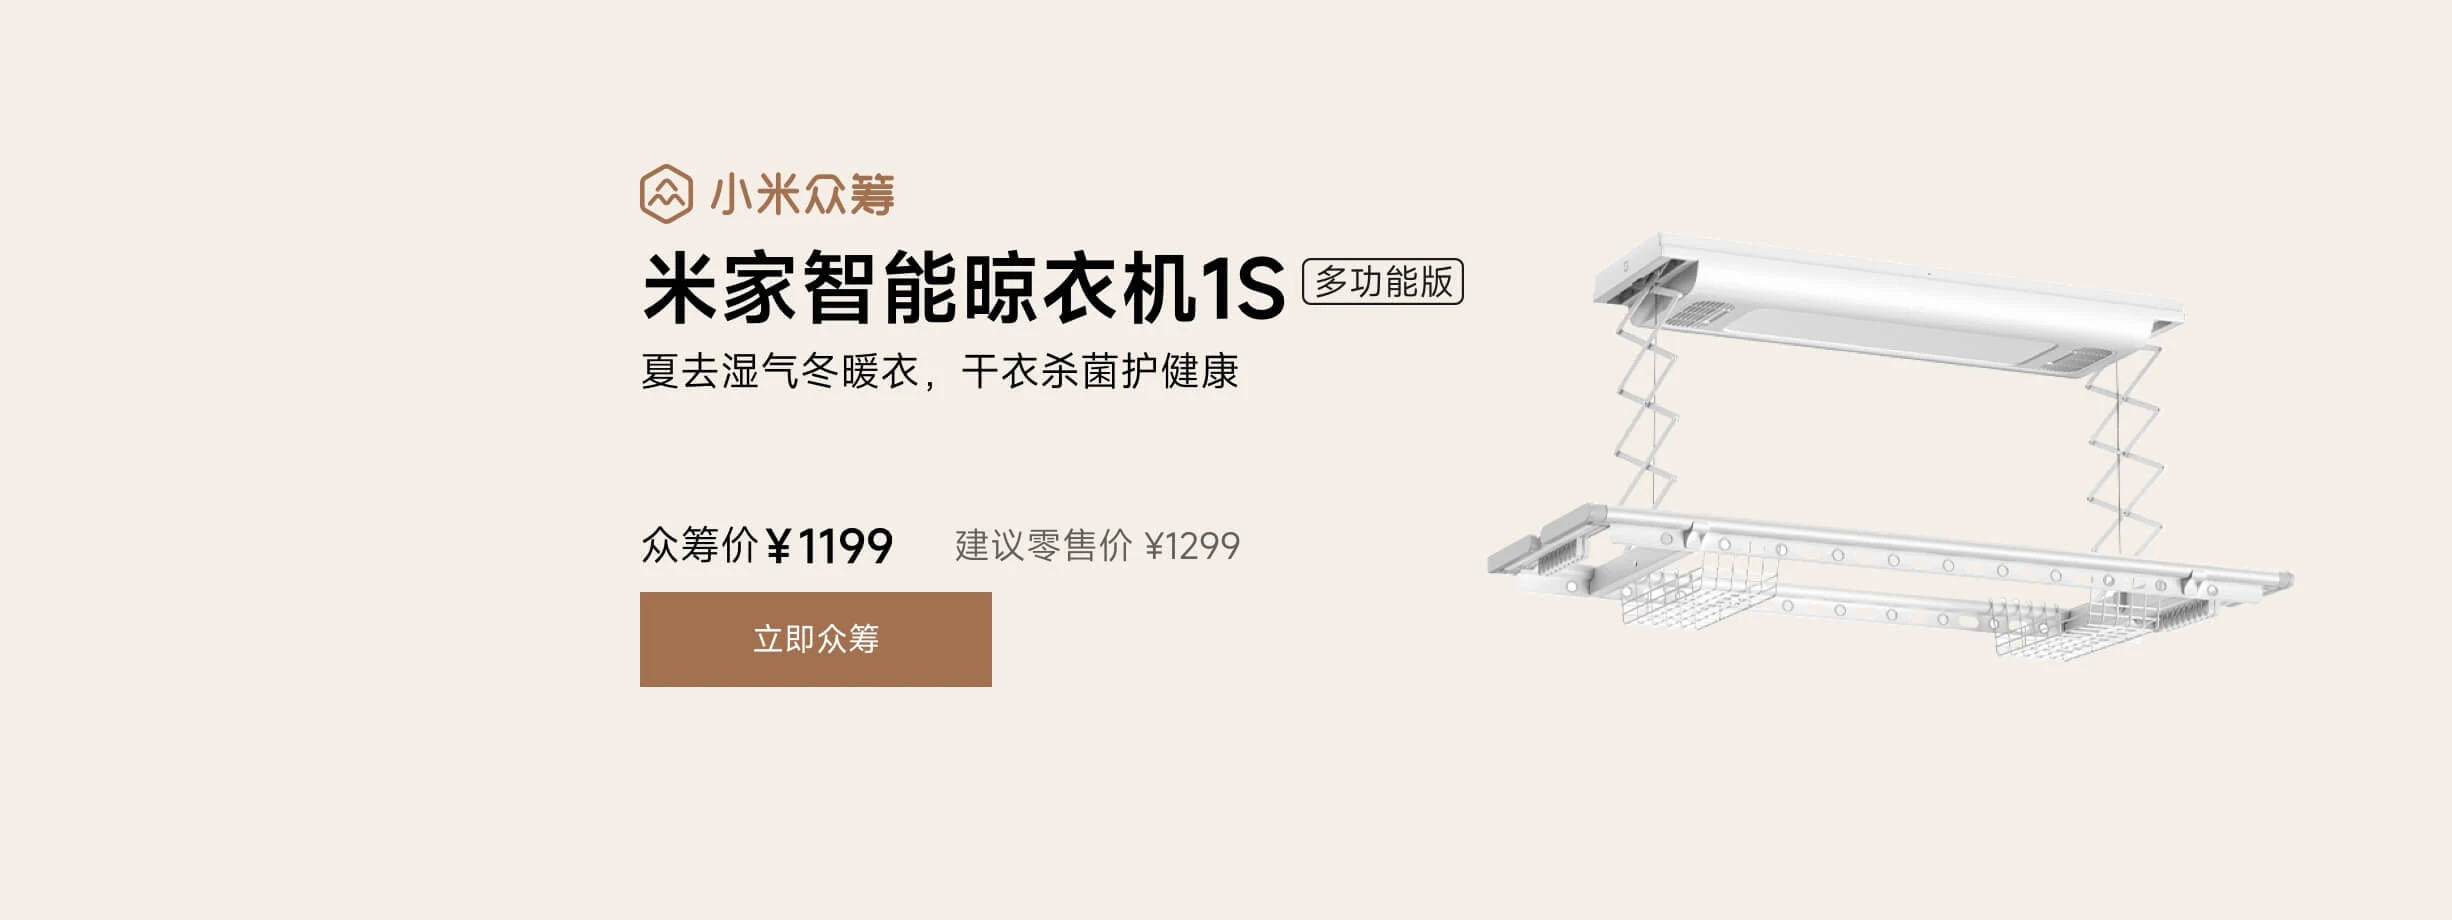 小米众筹
米家智能晾衣机1S 多功能版
夏去湿气冬暖衣，干衣杀菌护健康
众筹价¥1199 建议零售价 ¥1299
立即众筹